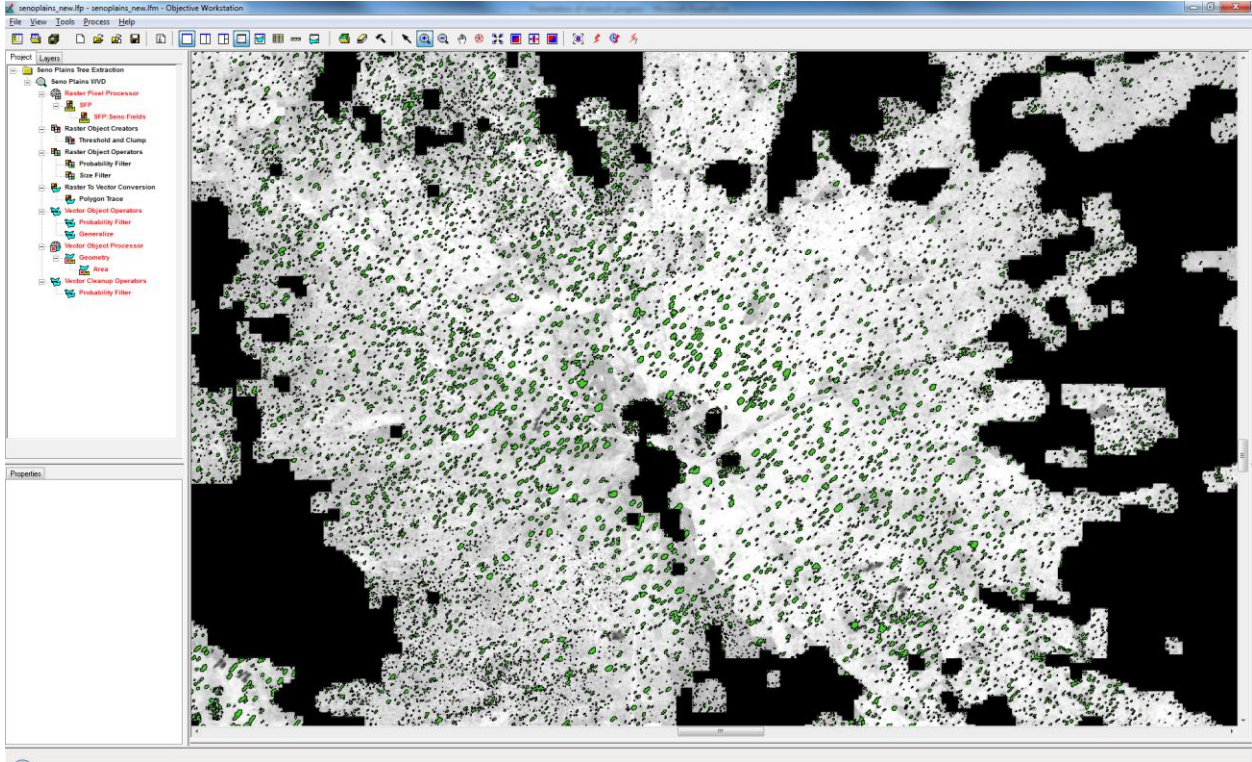 senoplains_new.lfp - senoplains_new.lfm - Objective Workstation
File View Tools Process Help
Project Layers
Seno Plains Tree Extraction
Seno Plains WVD
Raster Pixel Processor
SFP
SFP:Seno Fields
Raster Object Creators
Threshold and Clump
Raster Object Operators
Probability Filter
Size Filter
Raster To Vector Conversion
Polygon Trace
Vector Object Operators
Probability Filter
Generalize
Vector Object Processor
Geometry
Area
Vector Cleanup Operators
Probability Filter
Properties